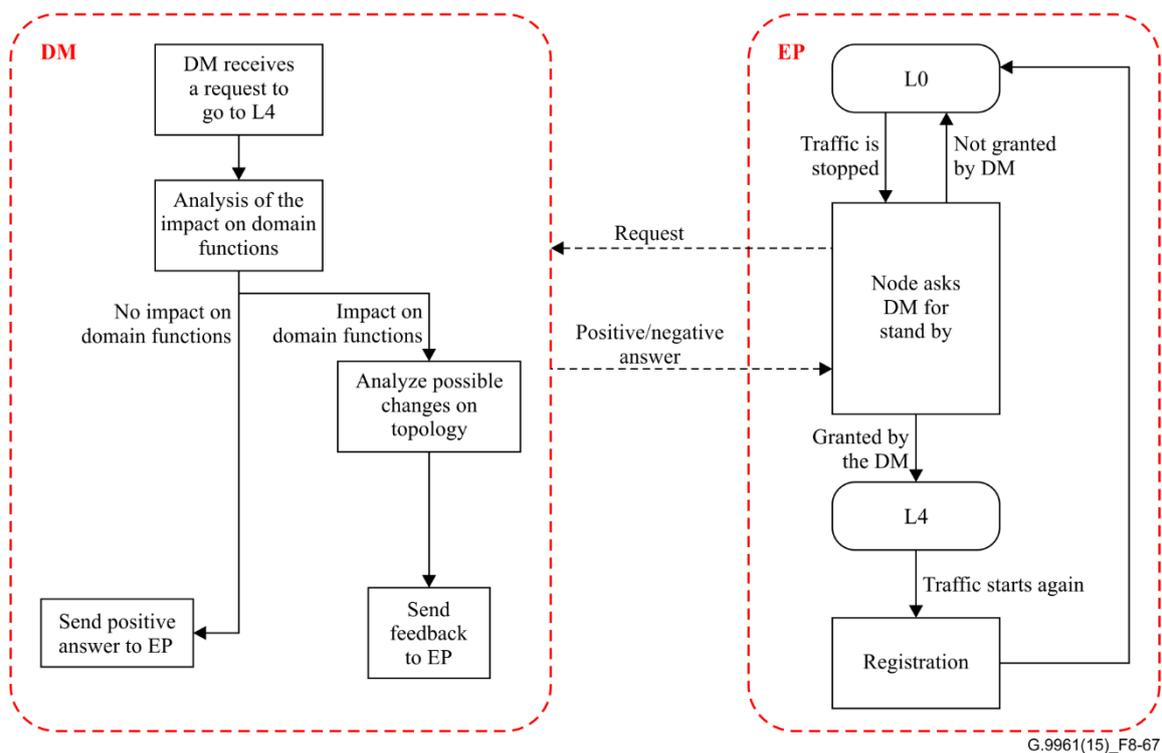 DM
DM receives
a request to
go to L4
Analysis of the
impact on domain
functions
No impact on
domain functions
Impact on
domain functions
Analyze possible
changes on
topology
Send positive
answer to EP
Send
feedback
to EP
Request
Positive/negative
answer
EP
L0
Traffic is
stopped
Not granted
by DM
Node asks
DM for
stand by
Granted by
the DM
L4
Traffic starts again
Registration
G.9961(15)_F8-67